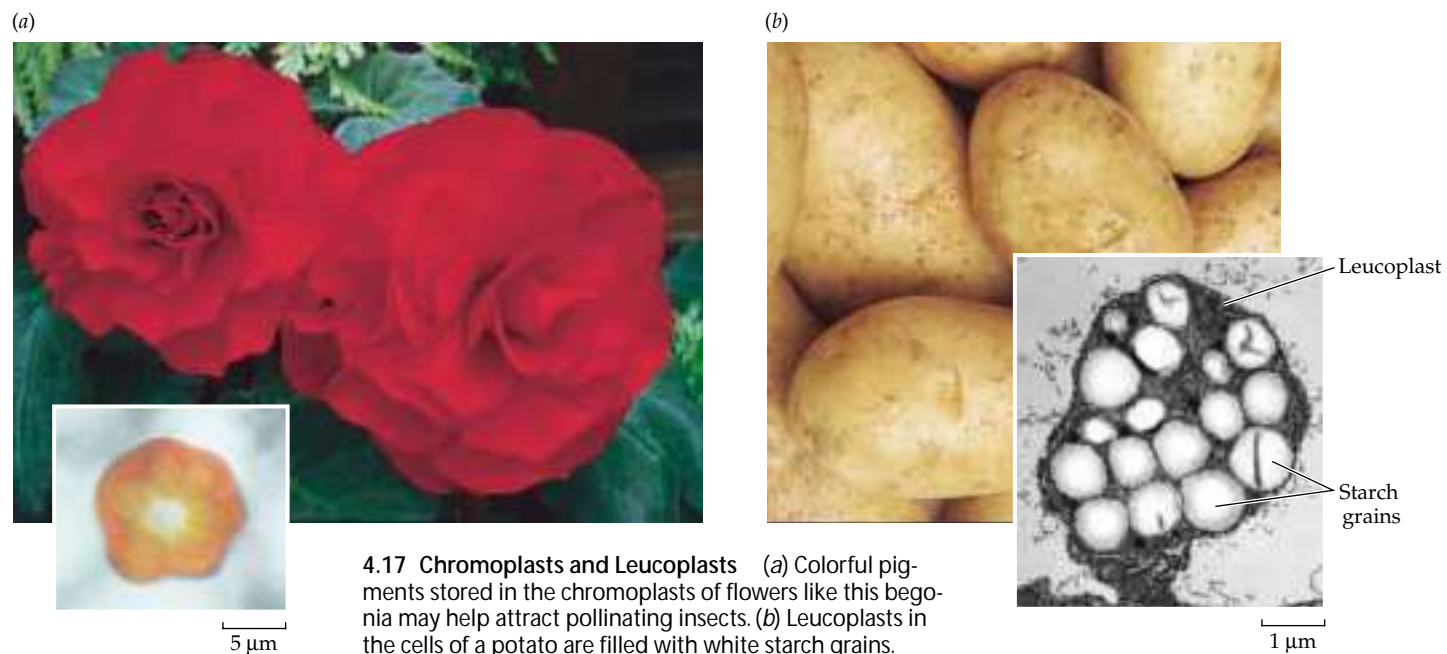 (a)
(b)
Leucoplast
Starch
grains
4.17 Chromoplasts and Leucoplasts (a) Colorful pig-
ments stored in the chromoplasts of flowers like this bego-
nia may help attract pollinating insects. (b) Leucoplasts in
the cells of a potato are filled with white starch grains.
5 µm
1 µm